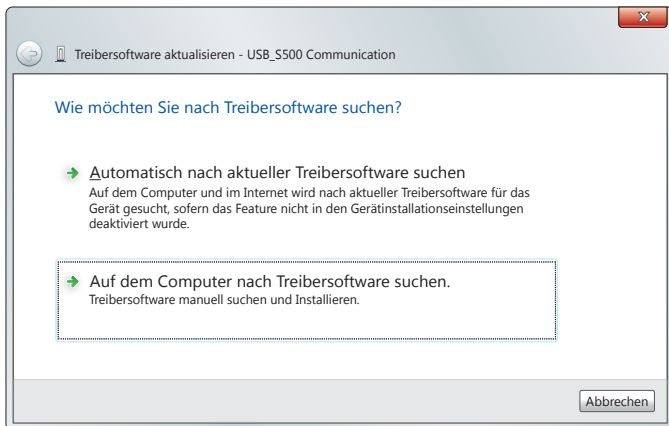 x
Treibersoftware aktualisieren - USB_S500 Communication
Wie möchten Sie nach Treibersoftware suchen?
Automatisch nach aktueller Treibersoftware suchen
Auf dem Computer und im Internet wird nach aktueller Treibersoftware für das
Gerät gesucht, sofern das Feature nicht in den Gerätinstallationseinstellungen
deaktiviert wurde.
Auf dem Computer nach Treibersoftware suchen.
Treibersoftware manuell suchen und Installieren.
Abbrechen